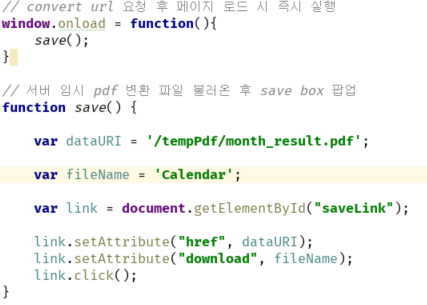 // convert url 요청 후 페이지 로드 시 즉시 실행
window.onload = function(){
    save();
}
// 서버 임시 pdf 변환 파일 불러온 후 save box 팝업
function save() {
    var dataURI = '/tempPdf/month_result.pdf';
    var fileName = 'Calendar';
    var link = document.getElementById("saveLink");
    link.setAttribute("href", dataURI);
    link.setAttribute("download", fileName);
    link.click();
}